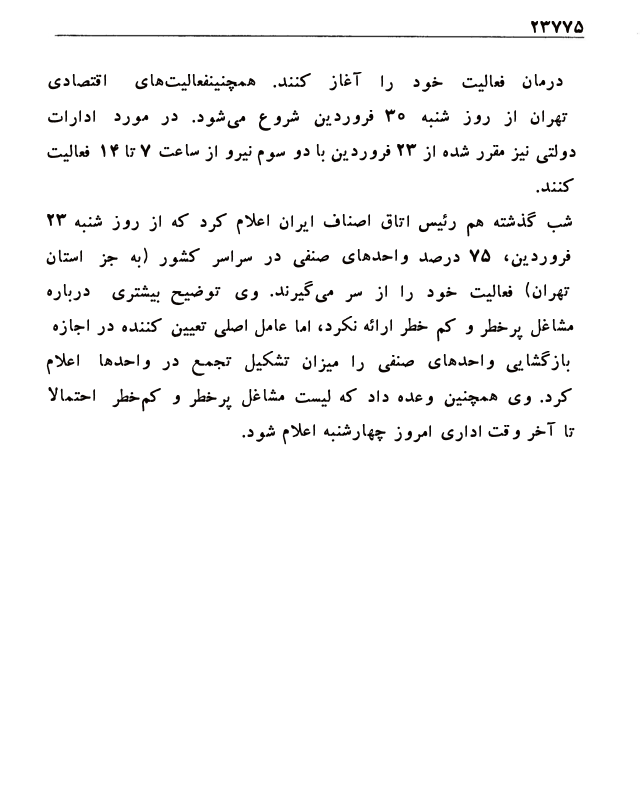 ۲۳۷۷۵
درمان فعالیت خود را آغاز کنند. همچنینفعالیت‌های اقتصادی
تهران از روز شنبه ۳۰ فروردین شروع می‌شود. در مورد ادارات
دولتی نیز مقرر شده از ۲۳ فروردین با دو سوم نیرو از ساعت ۷ تا ۱۴ فعالیت
کنند.
شب گذشته هم رئیس اتاق اصناف ایران اعلام کرد که از روز شنبه ۲۳
فروردین، ۷۵ درصد واحدهای صنفی در سراسر کشور (به جز استان
تهران) فعالیت خود را از سر می‌گیرند. وی توضیح بیشتری درباره
مشاغل پرخطر و کم خطر ارائه نکرد، اما عامل اصلی تعیین کننده در اجازه
بازگشایی واحدهای صنفی را میزان تشکیل تجمع در واحدها اعلام
کرد. وی همچنین وعده داد که لیست مشاغل پرخطر و کم‌خطر احتمالا
تا آخر وقت اداری امروز چهارشنبه اعلام شود.